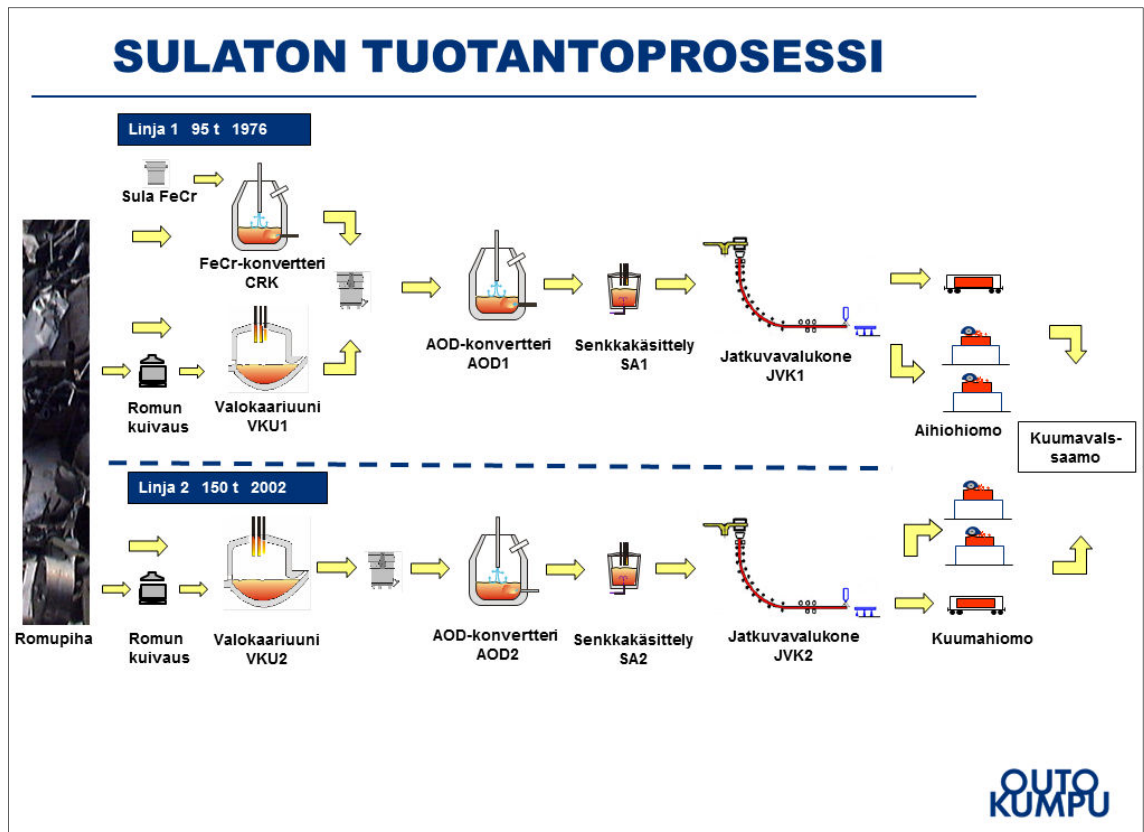 SULATON TUOTANTOPROSESSI
Linja 1 95 t 1976
Sula FeCr
FeCr-konvertteri
CRK
Romun
kuivaus
Valokaariuuni
VKU1
AOD-konvertteri
AOD1
Senkkakäsittely
SA1
Jatkuvavalukone
JVK1
Aihiohiomo
Kuumavals-
saamo
Linja 2 150 t 2002
Romupiha
Romun
kuivaus
Valokaariuuni
VKU2
AOD-konvertteri
AOD2
Senkkakäsittely
SA2
Jatkuvavalukone
JVK2
Kuumahiomo
OUTO
KUMPU